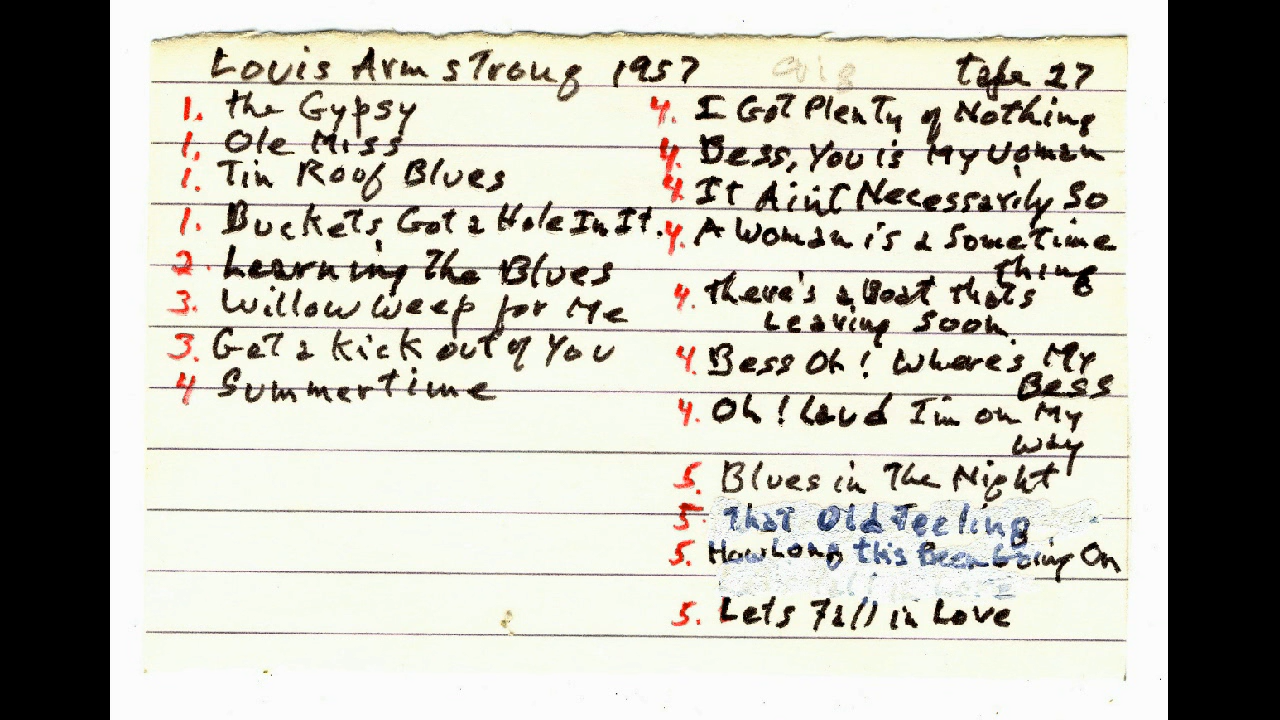 Louis Armstrong 1957 orig Tape 27
1. the Gypsy
1. Ole Miss
1. Tin Roof Blues
1. Buckets Got a Hole In It.
2. Learning The Blues
3. Willow Weep for Me
3. Get a Kick out of You
4 Summertime
4. I Got Plenty of Nothing
4. Bess, You is My Woman
4 It Aint Necessarily So
4. A Woman is a Sometime
thing
4. There's a Boat thats
Leaving Soon
4. Bess Oh! Where's My
Bess
4. Oh! Laud I'm on My
way
5. Blues in The Night
5. That Old Feeling
5. How Long this Been Going On
5. Lets Fall in Love